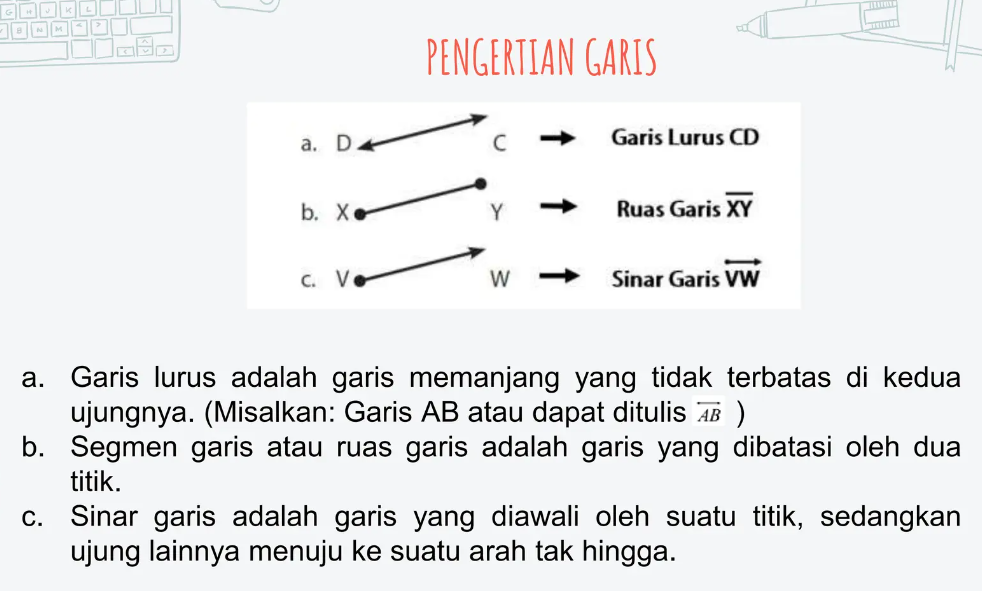 PENGERTIAN GARIS
a. D C Garis Lurus CD
b. X Y Ruas Garis XY
c. V W Sinar Garis VW
a. Garis lurus adalah garis memanjang yang tidak terbatas di kedua
ujungnya. (Misalkan: Garis AB atau dapat ditulis AB )
b. Segmen garis atau ruas garis adalah garis yang dibatasi oleh dua
titik.
c. Sinar garis adalah garis yang diawali oleh suatu titik, sedangkan
ujung lainnya menuju ke suatu arah tak hingga.